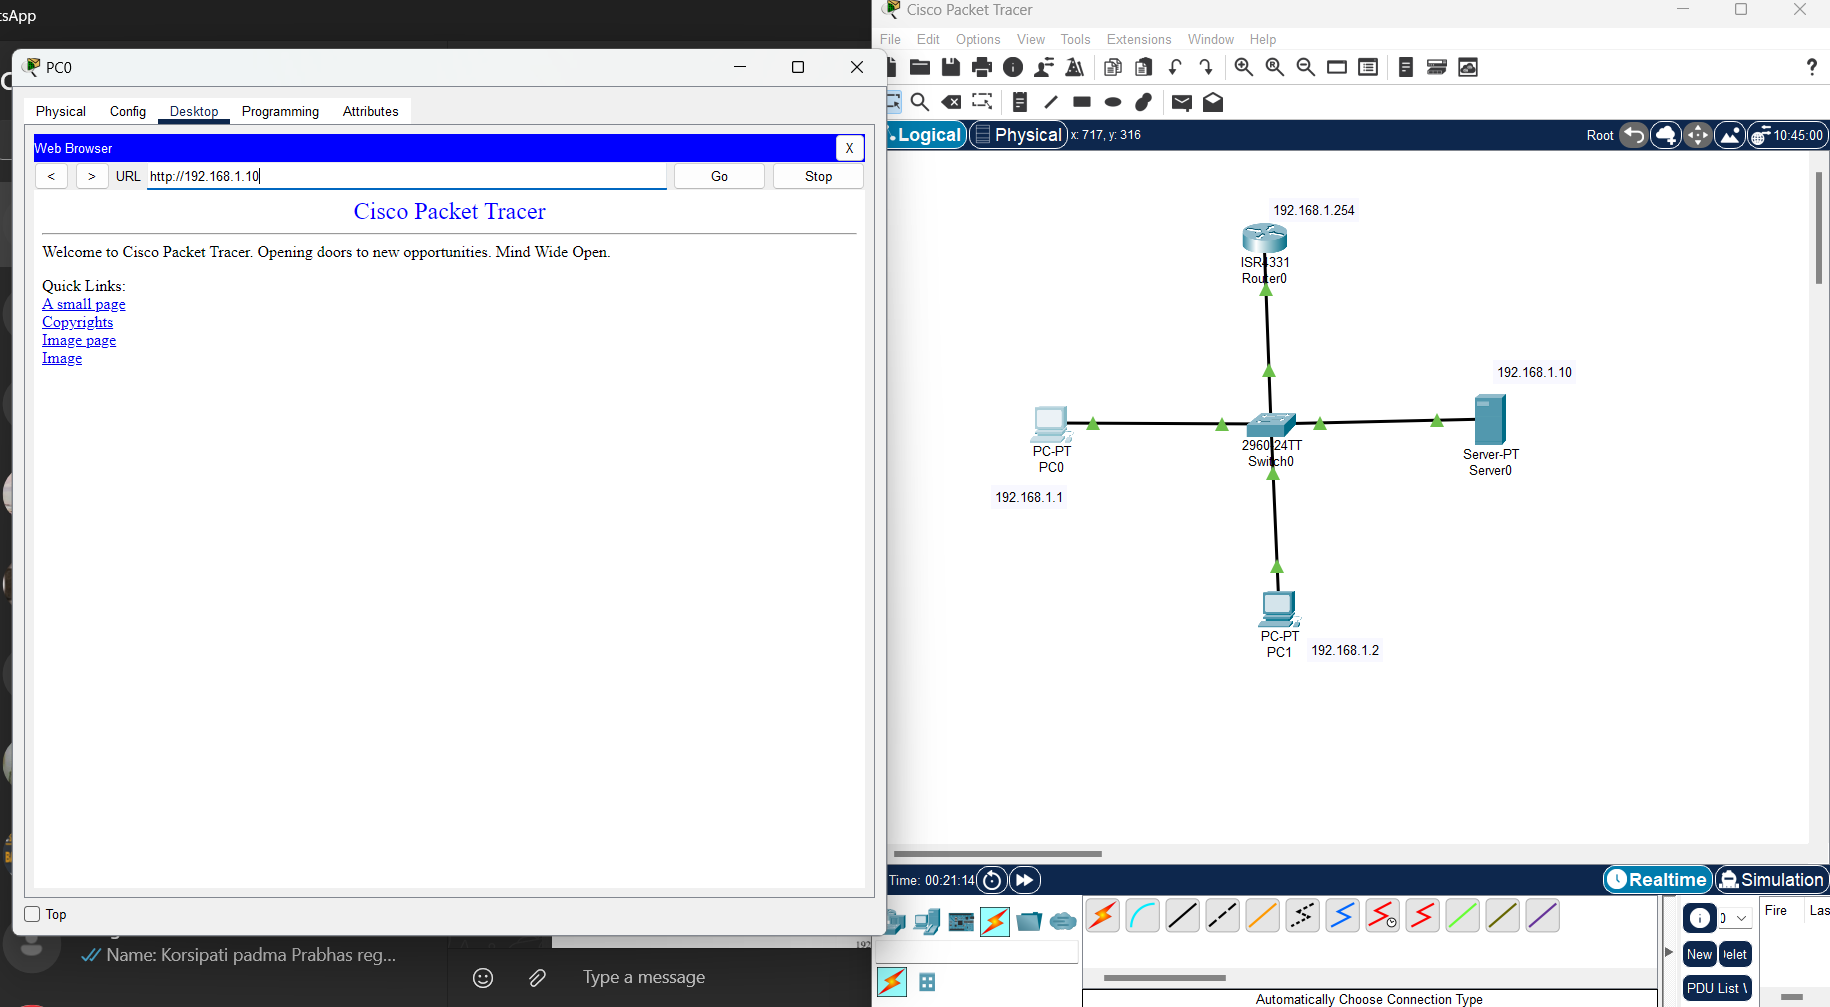 tsApp
PC0
Physical Config Desktop Programming Attributes
Web Browser X
< > URL http://192.168.1.10 Go Stop
Cisco Packet Tracer
Welcome to Cisco Packet Tracer. Opening doors to new opportunities. Mind Wide Open.
Quick Links:
A small page
Copyrights
Image page
Image
Top
Name: Korsipati padma Prabhas reg...
Type a message
192
Cisco Packet Tracer
File Edit Options View Tools Extensions Window Help
?
Logical Physical x: 717, y: 316 Root 10:45:00
192.168.1.254
ISR4331
Router0
192.168.1.10
2960-24TT
Switch0
PC-PT
PC0
192.168.1.1
Server-PT
Server0
PC-PT
PC1
192.168.1.2
Time: 00:21:14 Realtime Simulation
0 Fire Las
New elet
PDU List
Automatically Choose Connection Type